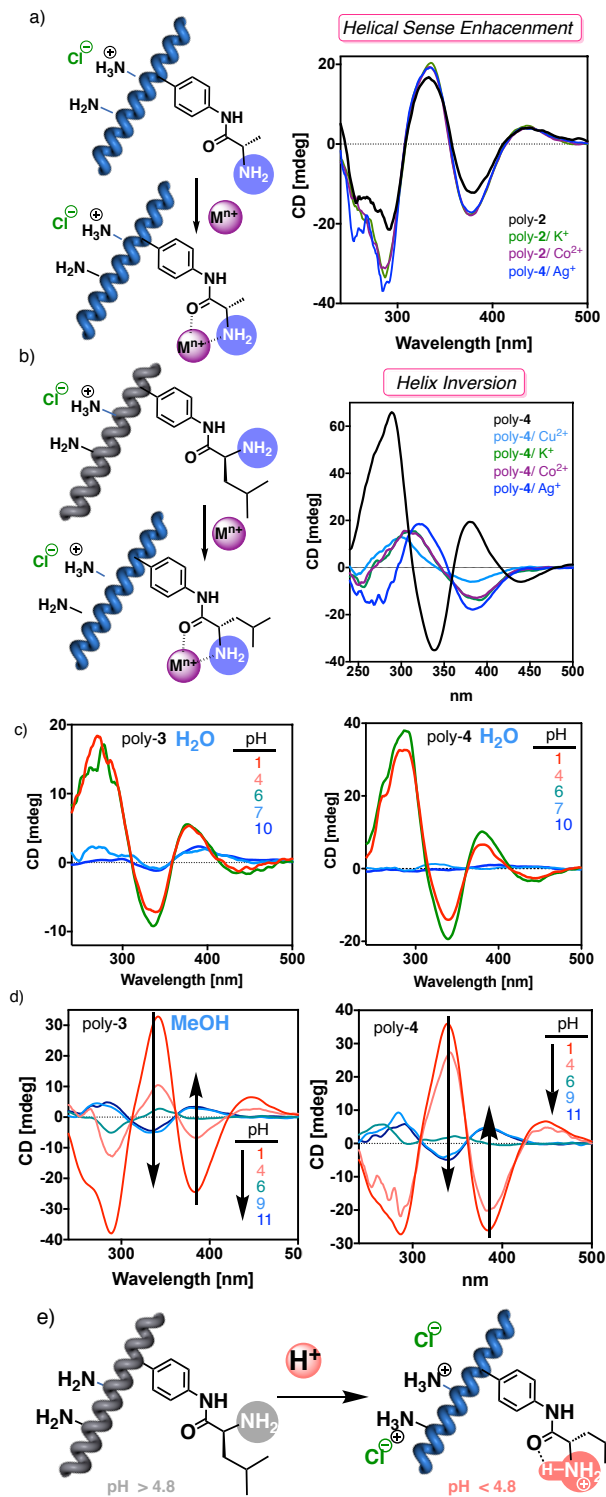 a)
Helical Sense Enhacenment
Cl⊖
⊕
H3N
H2N
NH
O
NH2
Mn+
Cl⊖
⊕
H3N
H2N
NH
O
NH2
Mn+
CD [mdeg]
20
0
-20
-40
300
400
500
Wavelength [nm]
poly-2
poly-2/ K+
poly-2/ Co2+
poly-4/ Ag+
b)
Helix Inversion
Cl⊖
⊕
H3N
H2N
NH
O
NH2
Mn+
Cl⊖
⊕
H3N
H2N
NH
O
NH2
Mn+
CD [mdeg]
60
40
20
0
-20
-40
250
300
350
400
450
500
nm
poly-4
poly-4/ Cu2+
poly-4/ K+
poly-4/ Co2+
poly-4/ Ag+
c)
poly-3 H2O
pH
1
4
6
7
10
CD [mdeg]
20
10
0
-10
300
400
500
Wavelength [nm]
poly-4 H2O
pH
1
4
6
7
10
CD [mdeg]
40
20
0
-20
300
400
500
Wavelength [nm]
d)
poly-3 MeOH
pH
1
4
6
9
11
CD [mdeg]
30
20
10
0
-10
-20
-30
-40
300
400
50
Wavelength [nm]
poly-4
pH
1
4
6
9
11
CD [mdeg]
40
30
20
10
0
-10
-20
-30
300
400
500
nm
e)
H2N
H2N
NH
O
NH2
pH > 4.8
H+
Cl⊖
⊕
H3N
H3N
⊕
Cl⊖
NH
O
H-NH2
⊕
pH < 4.8